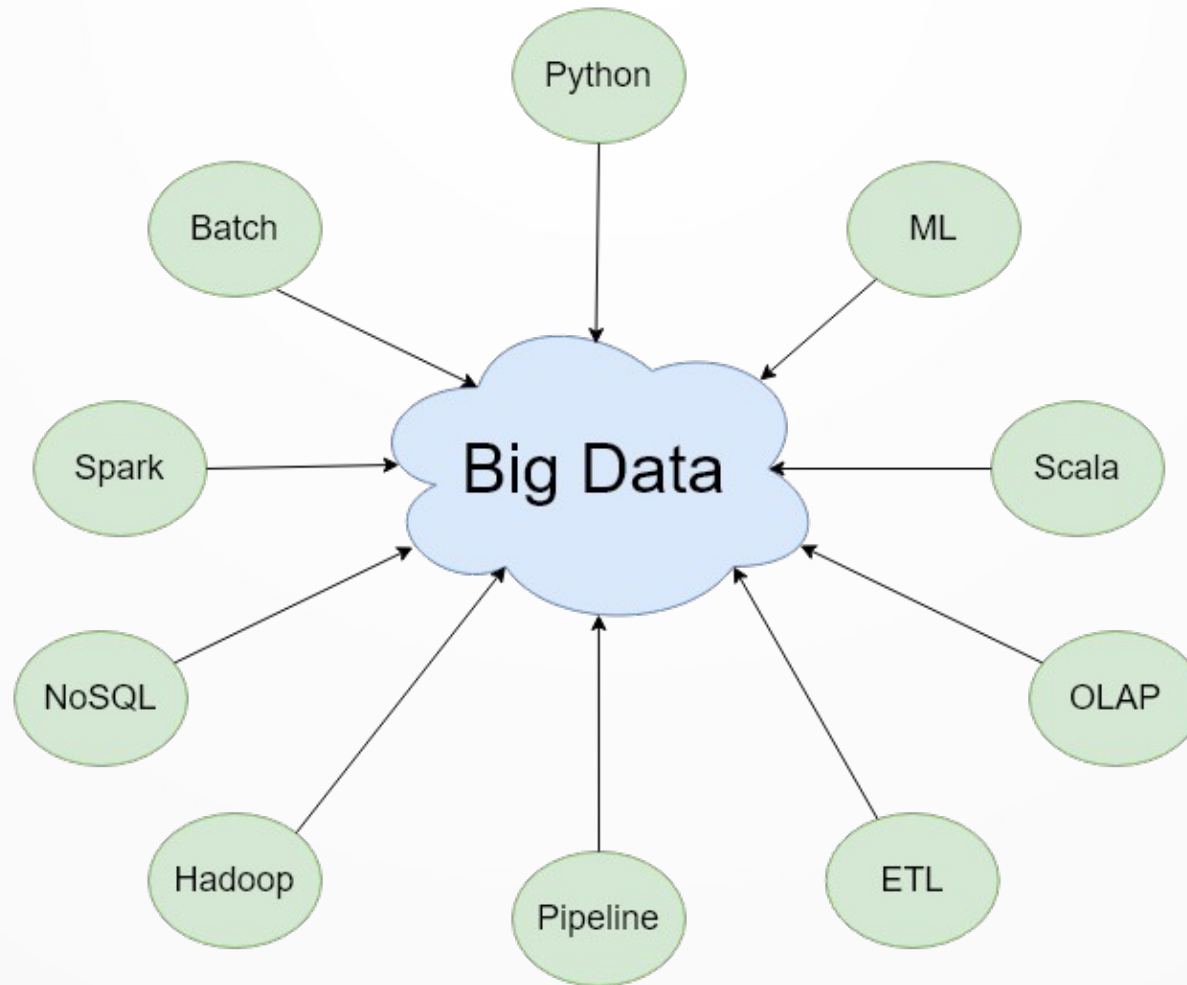 Python
Batch
ML
Spark
Big Data
Scala
NoSQL
OLAP
Hadoop
Pipeline
ETL